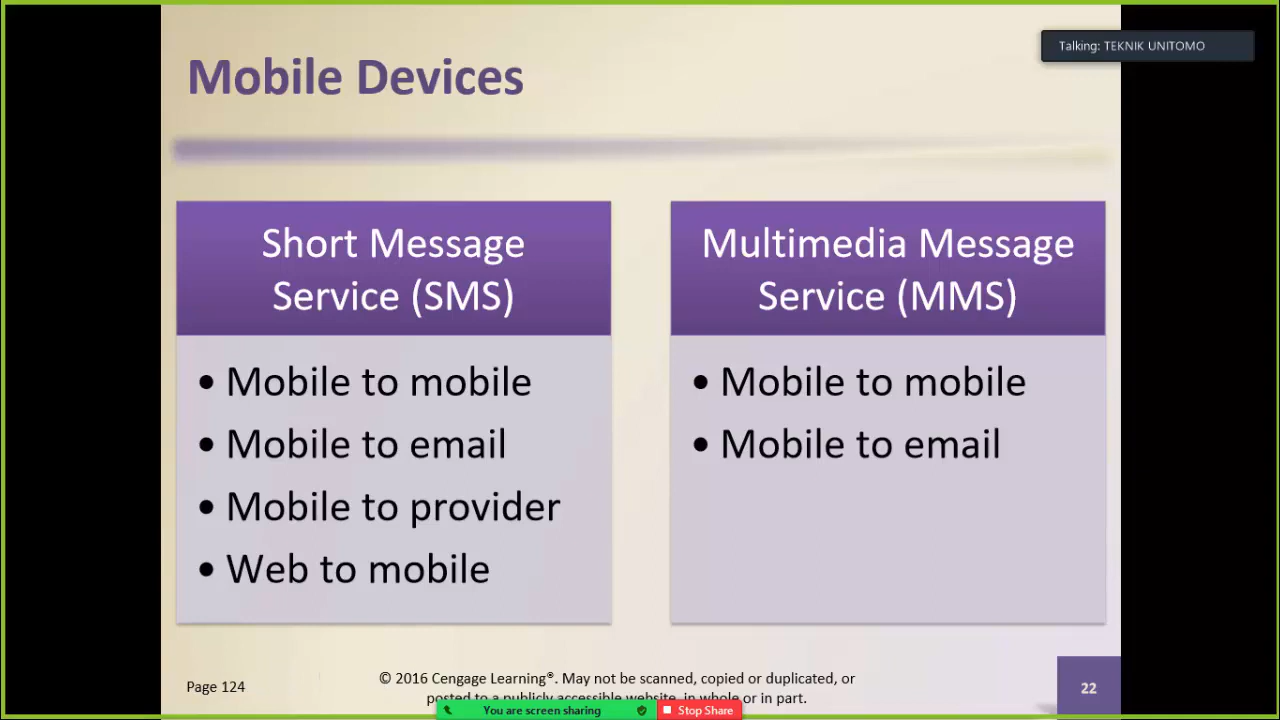 Talking: TEKNIK UNITOMO
Mobile Devices
Short Message
Service (SMS)
• Mobile to mobile
• Mobile to email
• Mobile to provider
• Web to mobile
Multimedia Message
Service (MMS)
• Mobile to mobile
• Mobile to email
Page 124
© 2016 Cengage Learning®. May not be scanned, copied or duplicated, or
posted to a publicly accessible website, in whole or in part.
22
You are screen sharing
Stop Share